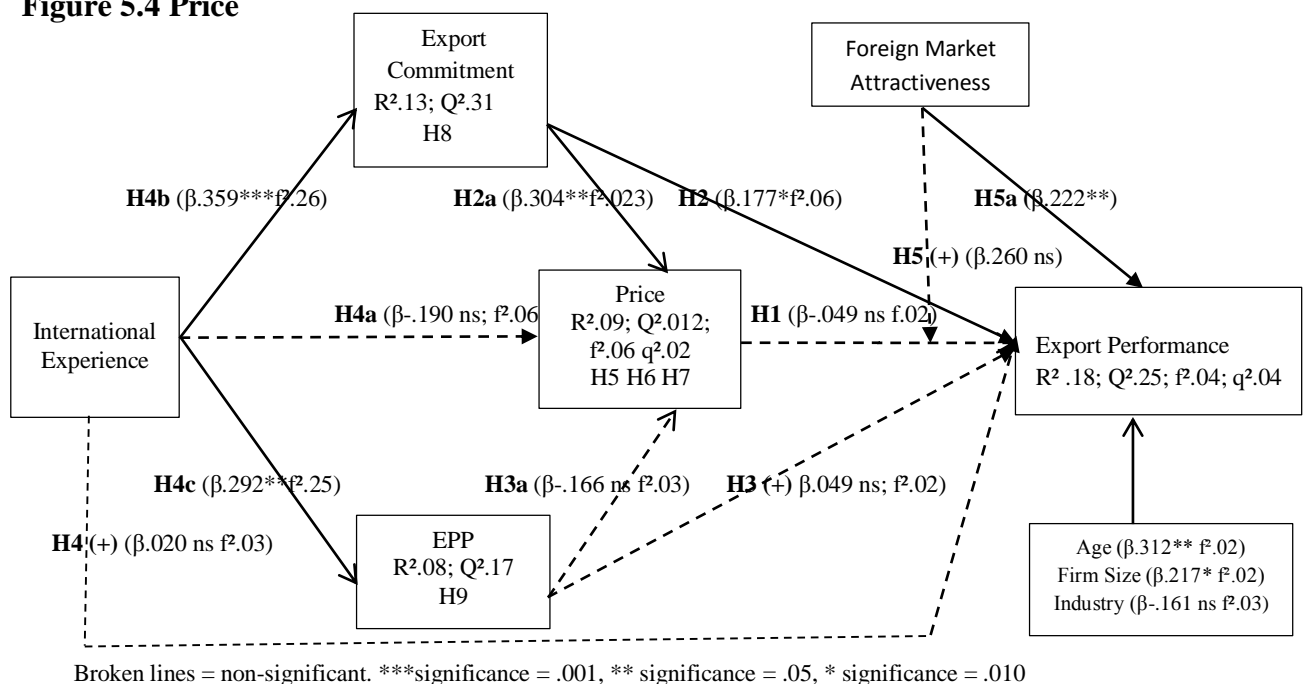 Figure 5.4 Price
Export
Commitment
R².13; Q².31
H8
Foreign Market
Attractiveness
H4b (β.359***f².26)
H2a (β.304**f².023)
H2 (β.177*f².06)
H5a (β.222**)
H5 (+) (β.260 ns)
International
Experience
H4a (β-.190 ns; f².06
Price
R².09; Q².012;
f².06 q².02
H5 H6 H7
H1 (β-.049 ns f.02)
Export Performance
R² .18; Q².25; f².04; q².04
H4c (β.292**f².25)
H3a (β-.166 ns f².03)
H3 (+) β.049 ns; f².02)
H4 (+) (β.020 ns f².03)
EPP
R².08; Q².17
H9
Age (β.312** f².02)
Firm Size (β.217* f².02)
Industry (β-.161 ns f².03)
Broken lines = non-significant. ***significance = .001, ** significance = .05, * significance = .010